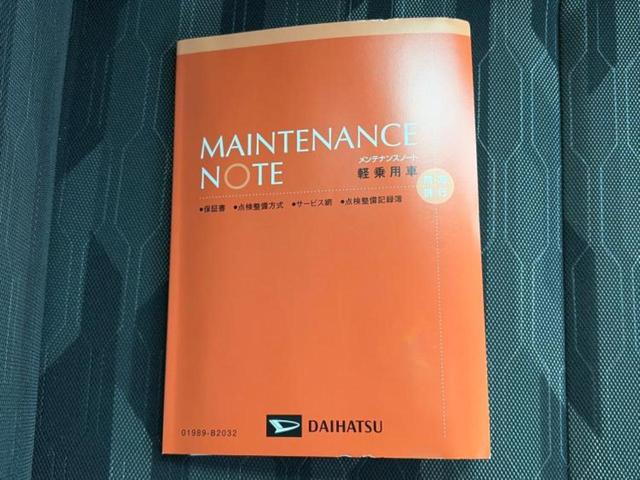 MAINTENANCE
メンテナンスノート
NOTE
軽乗用車
●保証書 ●点検整備方式 ●サービス網 ●点検整備記録簿
01989-B2032
DAIHATSU